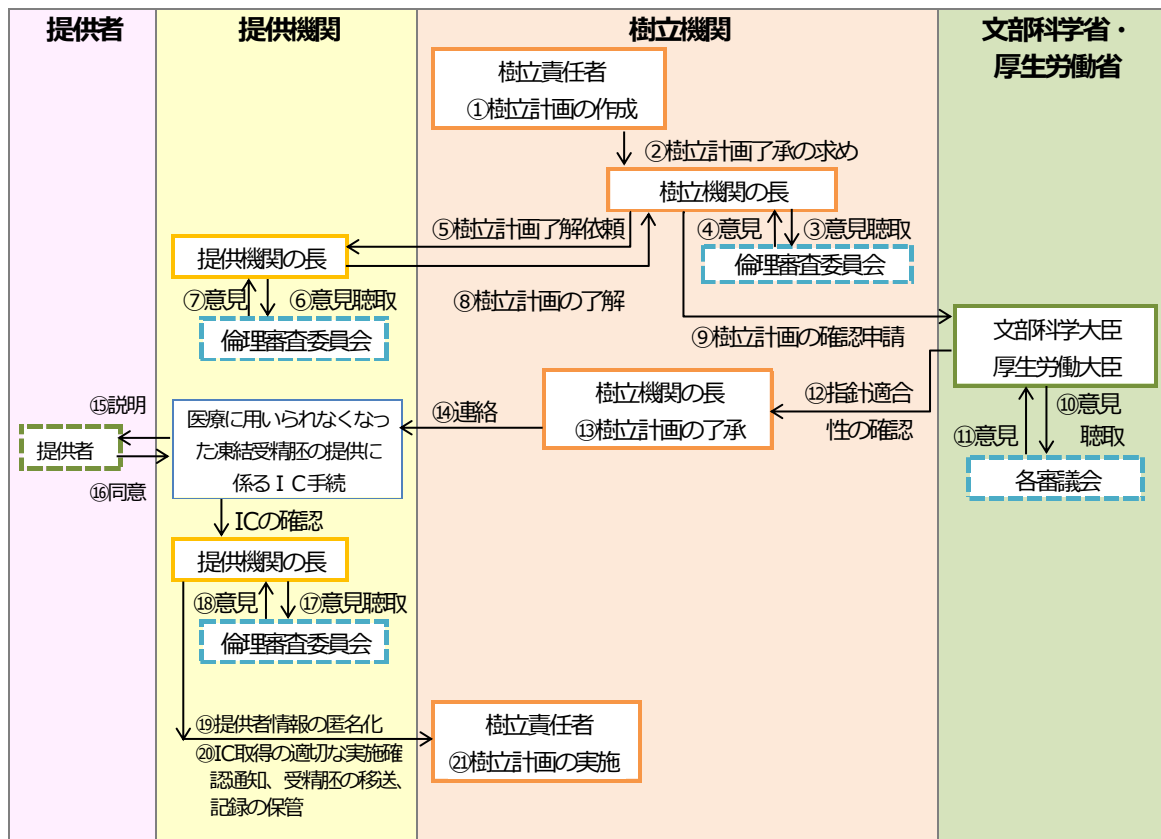 提供者
提供機関
樹立機関
文部科学省・
厚生労働省
樹立責任者
①樹立計画の作成
②樹立計画了承の求め
樹立機関の長
④意見
③意見聴取
倫理審査委員会
⑤樹立計画了解依頼
提供機関の長
⑦意見
⑥意見聴取
倫理審査委員会
⑧樹立計画の了解
⑨樹立計画の確認申請
文部科学大臣
厚生労働大臣
⑩意見
聴取
⑪意見
各審議会
⑫指針適合
性の確認
樹立機関の長
⑬樹立計画の了承
⑭連絡
医療に用いられなくなっ
た凍結受精胚の提供に
係るIC手続
⑮説明
提供者
⑯同意
ICの確認
提供機関の長
⑱意見
⑰意見聴取
倫理審査委員会
⑲提供者情報の匿名化
⑳IC取得の適切な実施確
認通知、受精胚の移送、
記録の保管
樹立責任者
㉑樹立計画の実施